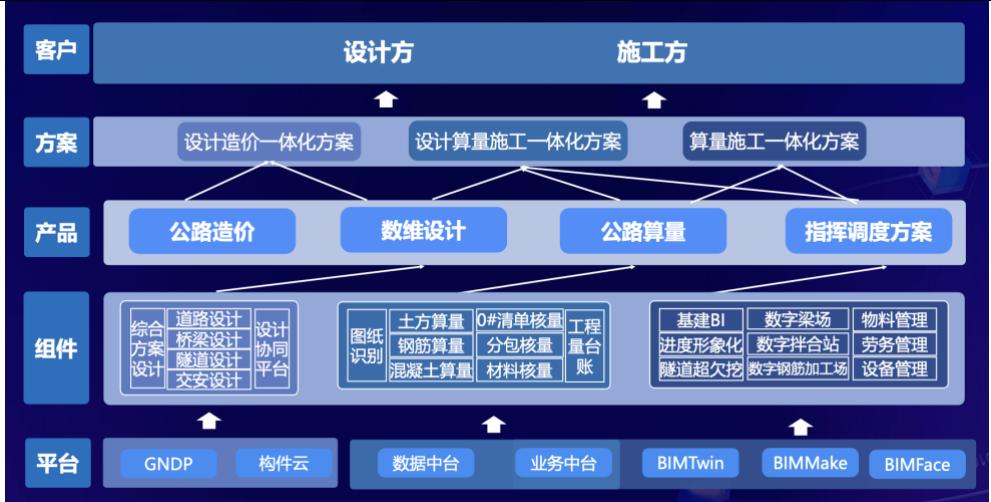 客户
设计方 施工方
方案
设计造价一体化方案 设计算量施工一体化方案 算量施工一体化方案
产品
公路造价 数维设计 公路算量 指挥调度方案
组件
综合方案设计
道路设计
桥梁设计
隧道设计
交安设计
设计协同平台
图纸识别
土方算量 0#清单核量
钢筋算量 分包核量
混凝土算量 材料核量
工程量台账
基建BI 数字梁场 物料管理
进度形象化 数字拌合站 劳务管理
隧道超欠挖 数字钢筋加工场 设备管理
平台
GNDP 构件云 数据中台 业务中台 BIMTwin BIMMake BIMFace